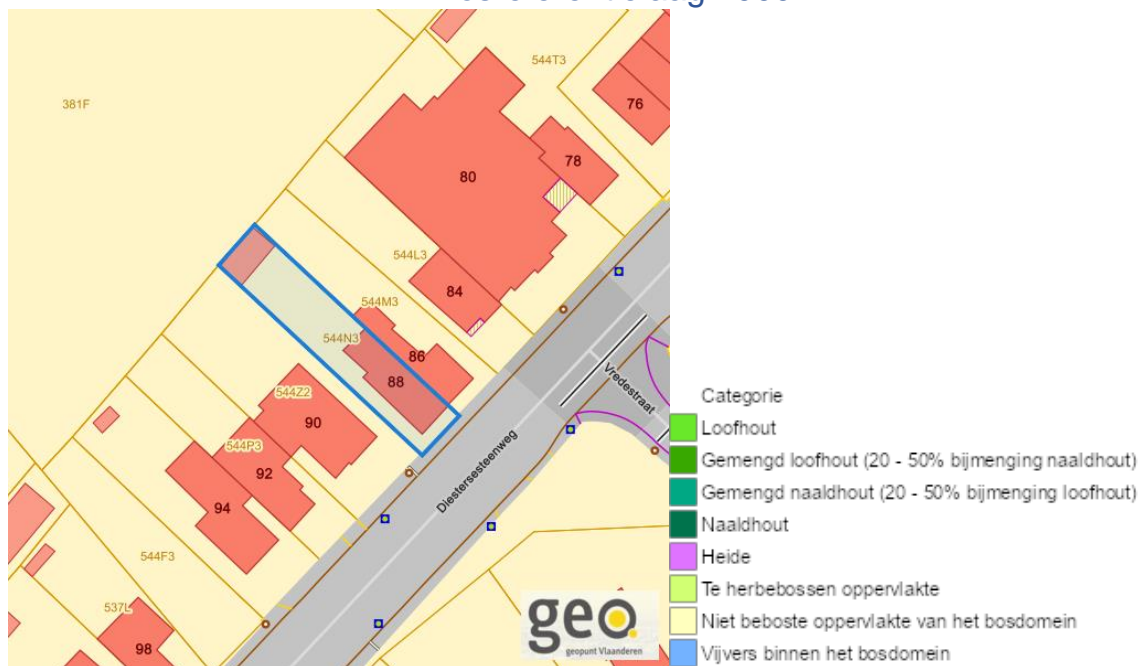 544T3
381F
76
78
80
544L3
84
544M3
544N3
86
88
Vredestraat
544Z2
90
Diestersesteenweg
544P3
92
94
544F3
537L
98
geo.
geopunt Vlaanderen
Categorie
Loofhout
Gemengd loofhout (20 - 50% bijmenging naaldhout)
Gemengd naaldhout (20 - 50% bijmenging loofhout)
Naaldhout
Heide
Te herbebossen oppervlakte
Niet beboste oppervlakte van het bosdomein
Vijvers binnen het bosdomein